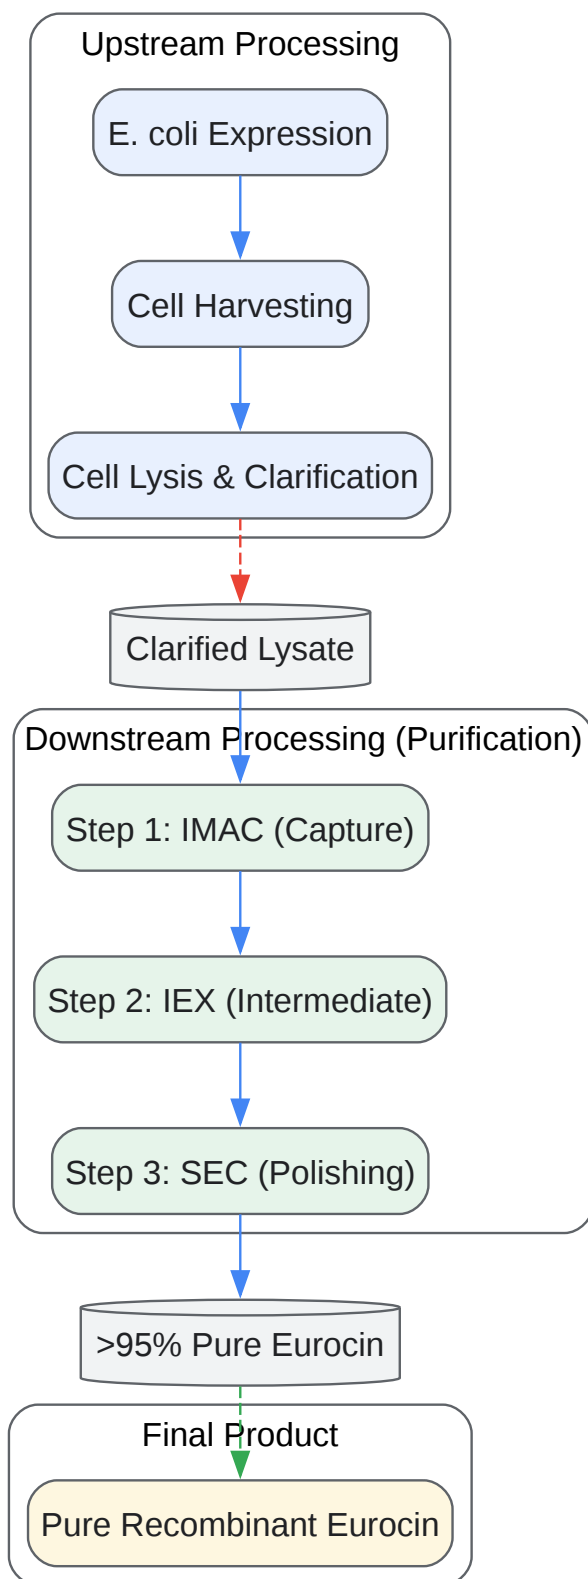 Upstream Processing
E. coli Expression
Cell Harvesting
Cell Lysis & Clarification
Clarified Lysate
Downstream Processing (Purification)
Step 1: IMAC (Capture)
Step 2: IEX (Intermediate)
Step 3: SEC (Polishing)
>95% Pure Eurocin
Final Product
Pure Recombinant Eurocin